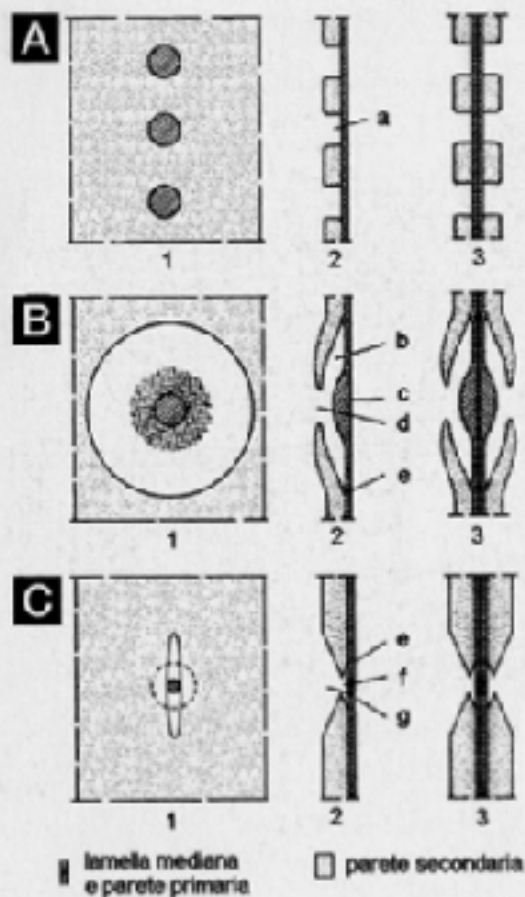 A
a
1
2
3
B
b
c
d
e
1
2
3
C
e
f
g
1
2
3
lamella mediana
e parete primaria
parete secondaria